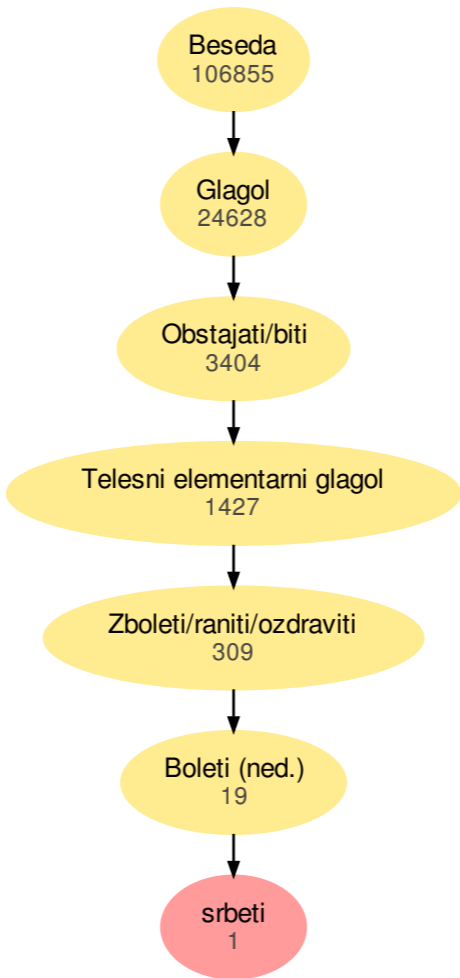 Beseda
106855
Glagol
24628
Obstajati/biti
3404
Telesni elementarni glagol
1427
Zboleti/raniti/ozdraviti
309
Boleti (ned.)
19
srbeti
1